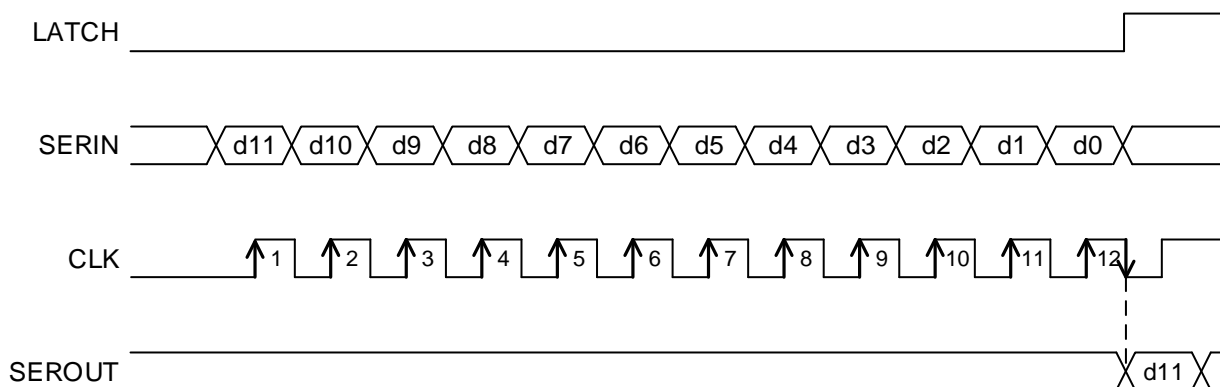 LATCH
SERIN d11 d10 d9 d8 d7 d6 d5 d4 d3 d2 d1 d0
CLK 1 2 3 4 5 6 7 8 9 10 11 12
SEROUT d11